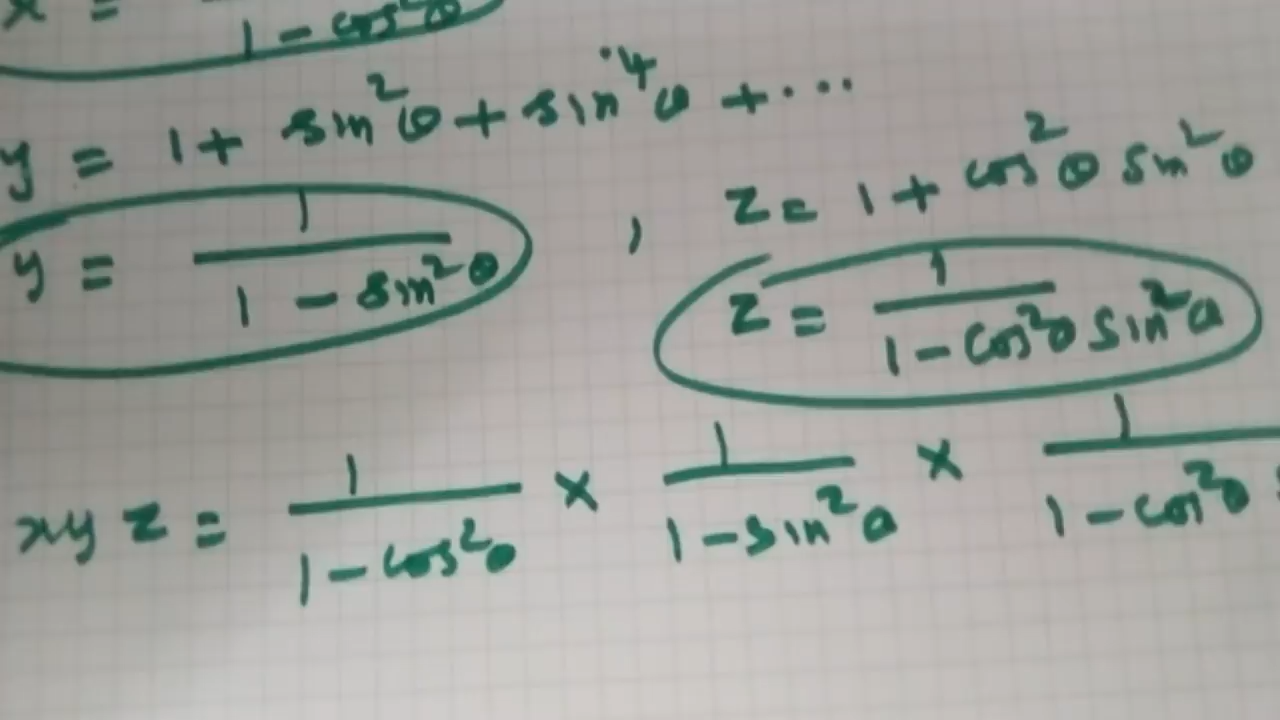 x = 1 - cos²θ
y = 1 + sin²θ + sin⁴θ + ...
y = 1 / (1 - sin²θ) , z = 1 + cos²θ sin²θ
z = 1 / (1 - cos²θ sin²θ)
xyz = 1 / (1 - cos²θ) × 1 / (1 - sin²θ) × 1 / (1 - cos²θ